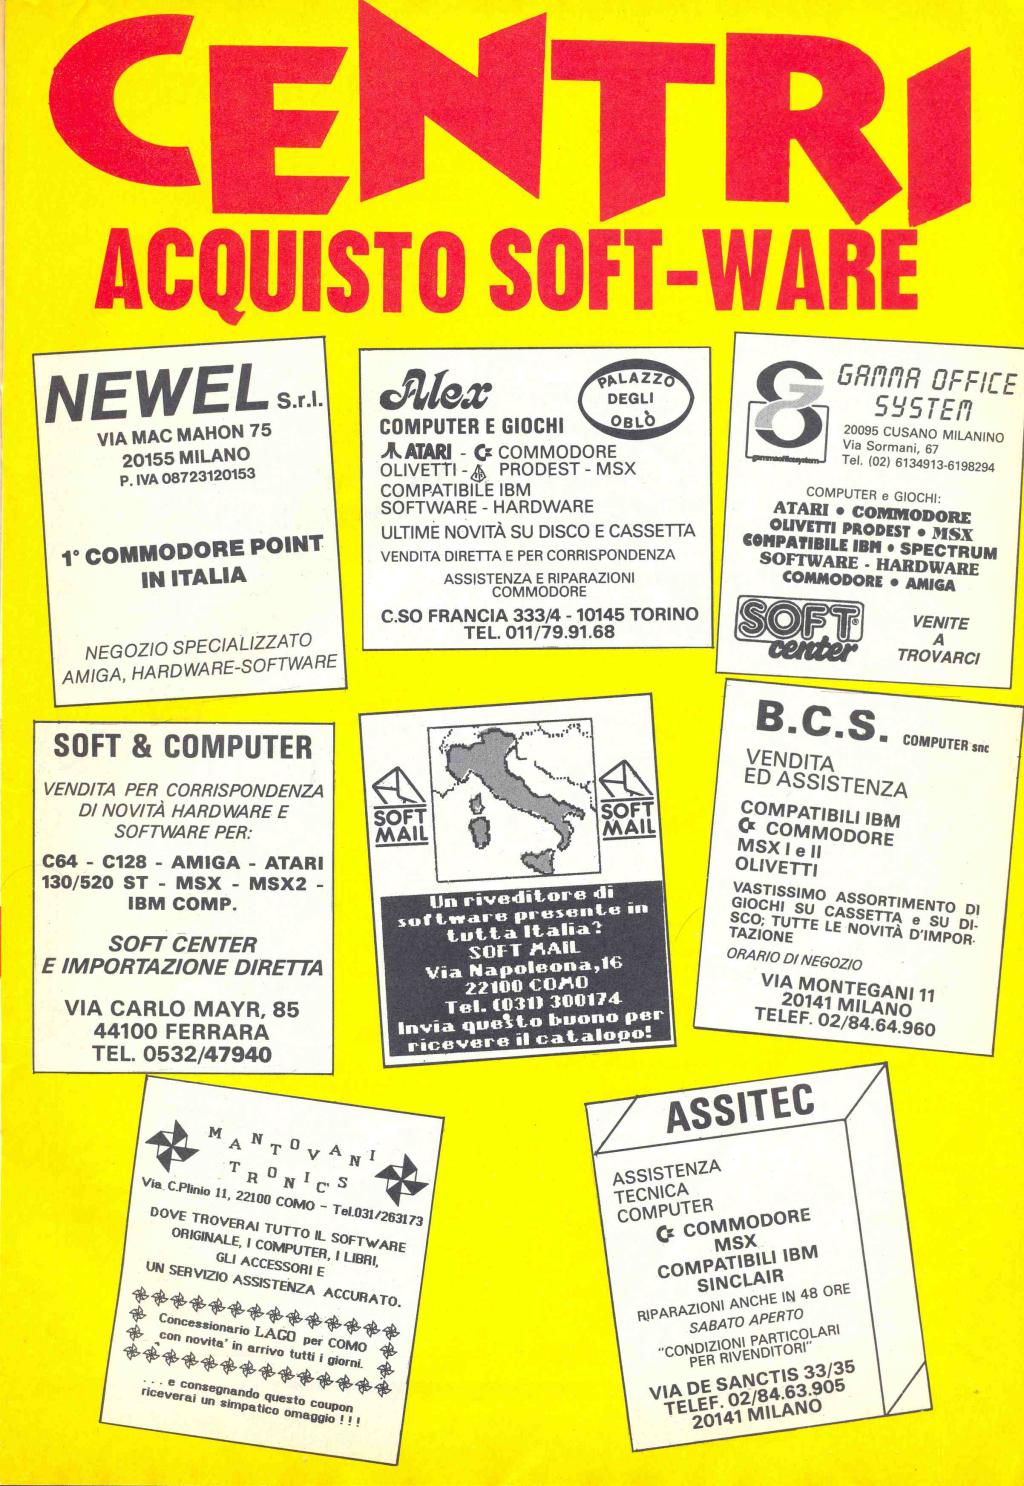 CENTRI
ACQUISTO SOFT-WARE
NEWEL S.r.l.
VIA MAC MAHON 75
20155 MILANO
P. IVA 08723120153
1° COMMODORE POINT
IN ITALIA
NEGOZIO SPECIALIZZATO
AMIGA, HARDWARE-SOFTWARE
Alex
PALAZZO
DEGLI
OBLÒ
COMPUTER E GIOCHI
ATARI - COMMODORE
OLIVETTI - PRODEST - MSX
COMPATIBILE IBM
SOFTWARE - HARDWARE
ULTIME NOVITÀ SU DISCO E CASSETTA
VENDITA DIRETTA E PER CORRISPONDENZA
ASSISTENZA E RIPARAZIONI
COMMODORE
C.SO FRANCIA 333/4 - 10145 TORINO
TEL. 011/79.91.68
GAMMA OFFICE
SYSTEM
gammaofficesystem
20095 CUSANO MILANINO
Via Sormani, 67
Tel. (02) 6134913-6198294
COMPUTER e GIOCHI:
ATARI • COMMODORE
OLIVETTI PRODEST • MSX
COMPATIBILE IBM • SPECTRUM
SOFTWARE - HARDWARE
COMMODORE • AMIGA
SOFT®
center
VENITE
A
TROVARCI
SOFT & COMPUTER
VENDITA PER CORRISPONDENZA
DI NOVITÀ HARDWARE E
SOFTWARE PER:
C64 - C128 - AMIGA - ATARI
130/520 ST - MSX - MSX2 -
IBM COMP.
SOFT CENTER
E IMPORTAZIONE DIRETTA
VIA CARLO MAYR, 85
44100 FERRARA
TEL. 0532/47940
SOFT
MAIL
SOFT
MAIL
Un riveditore di
software presente in
tutta Italia?
SOFT MAIL
Via Napoleona,16
22100 COMO
Tel. (031) 300174
Invia questo buono per
ricevere il catalogo!
B.C.S. COMPUTER snc
VENDITA
ED ASSISTENZA
COMPATIBILI IBM
COMMODORE
MSX I e II
OLIVETTI
VASTISSIMO ASSORTIMENTO DI
GIOCHI SU CASSETTA e SU DI-
SCO; TUTTE LE NOVITÀ D'IMPOR-
TAZIONE
ORARIO DI NEGOZIO
VIA MONTEGANI 11
20141 MILANO
TELEF. 02/84.64.960
MANTOVANI
TRONIC'S
Via C.Plinio 11, 22100 COMO - Tel.031/263173
DOVE TROVERAI TUTTO IL SOFTWARE
ORIGINALE, I COMPUTER, I LIBRI,
GLI ACCESSORI E
UN SERVIZIO ASSISTENZA ACCURATO.
Concessionario LAGO per COMO
con novita' in arrivo tutti i giorni.
. . . e consegnando questo coupon
riceverai un simpatico omaggio ! ! !
ASSITEC
ASSISTENZA
TECNICA
COMPUTER
COMMODORE
MSX
COMPATIBILI IBM
SINCLAIR
RIPARAZIONI ANCHE IN 48 ORE
SABATO APERTO
"CONDIZIONI PARTICOLARI
PER RIVENDITORI"
VIA DE SANCTIS 33/35
TELEF. 02/84.63.905
20141 MILANO